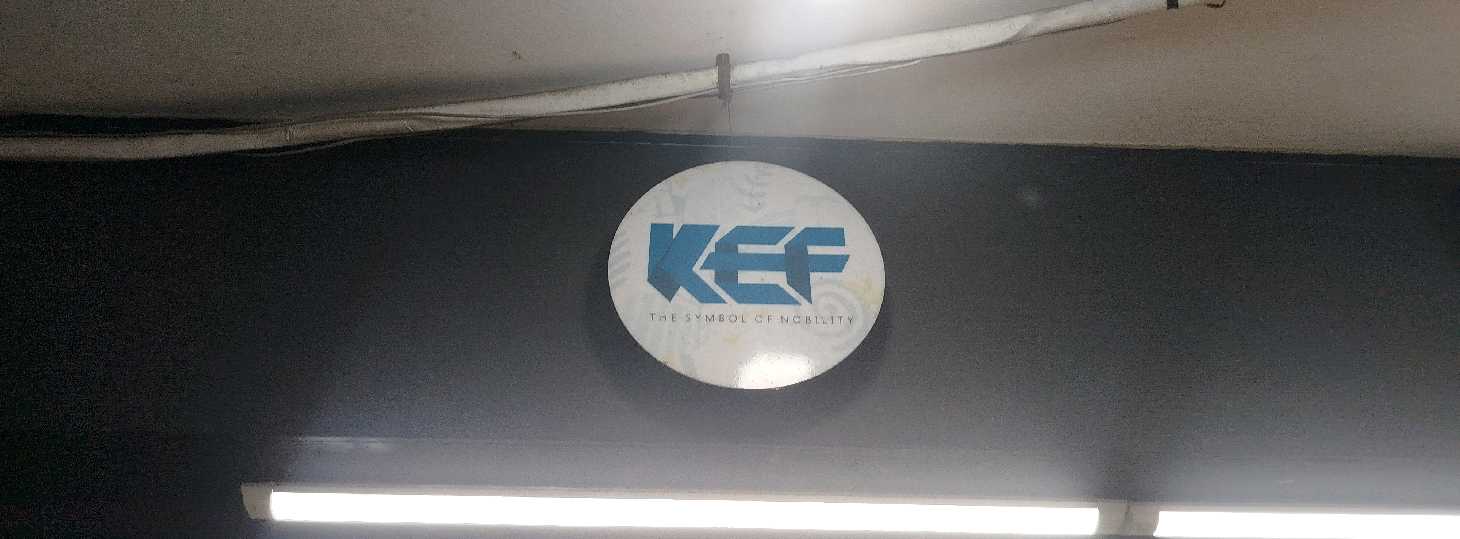 KEF
THE SYMBOL OF NOBILITY